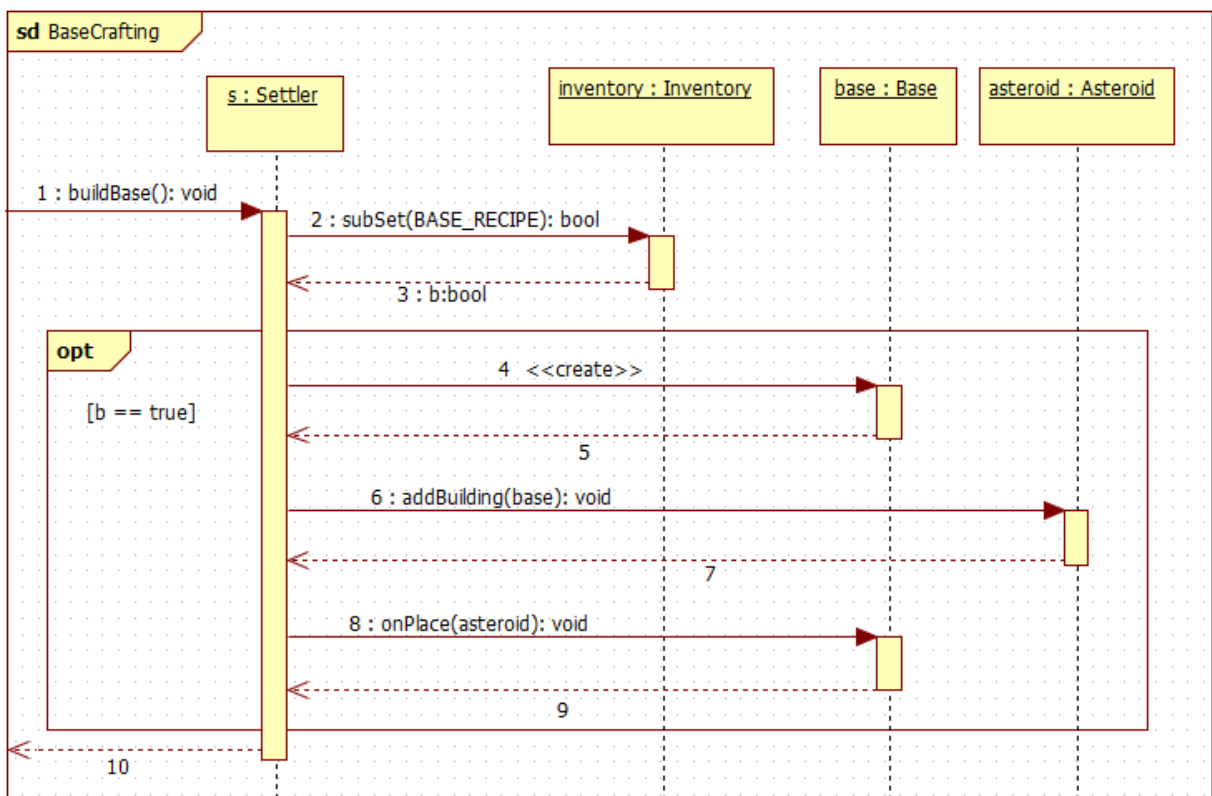 sd BaseCrafting
s : Settler
inventory : Inventory
base : Base
asteroid : Asteroid
1 : buildBase(): void
2 : subSet(BASE_RECIPE): bool
3 : b:bool
opt
4 <<create>>
[b == true]
5
6 : addBuilding(base): void
7
8 : onPlace(asteroid): void
9
10